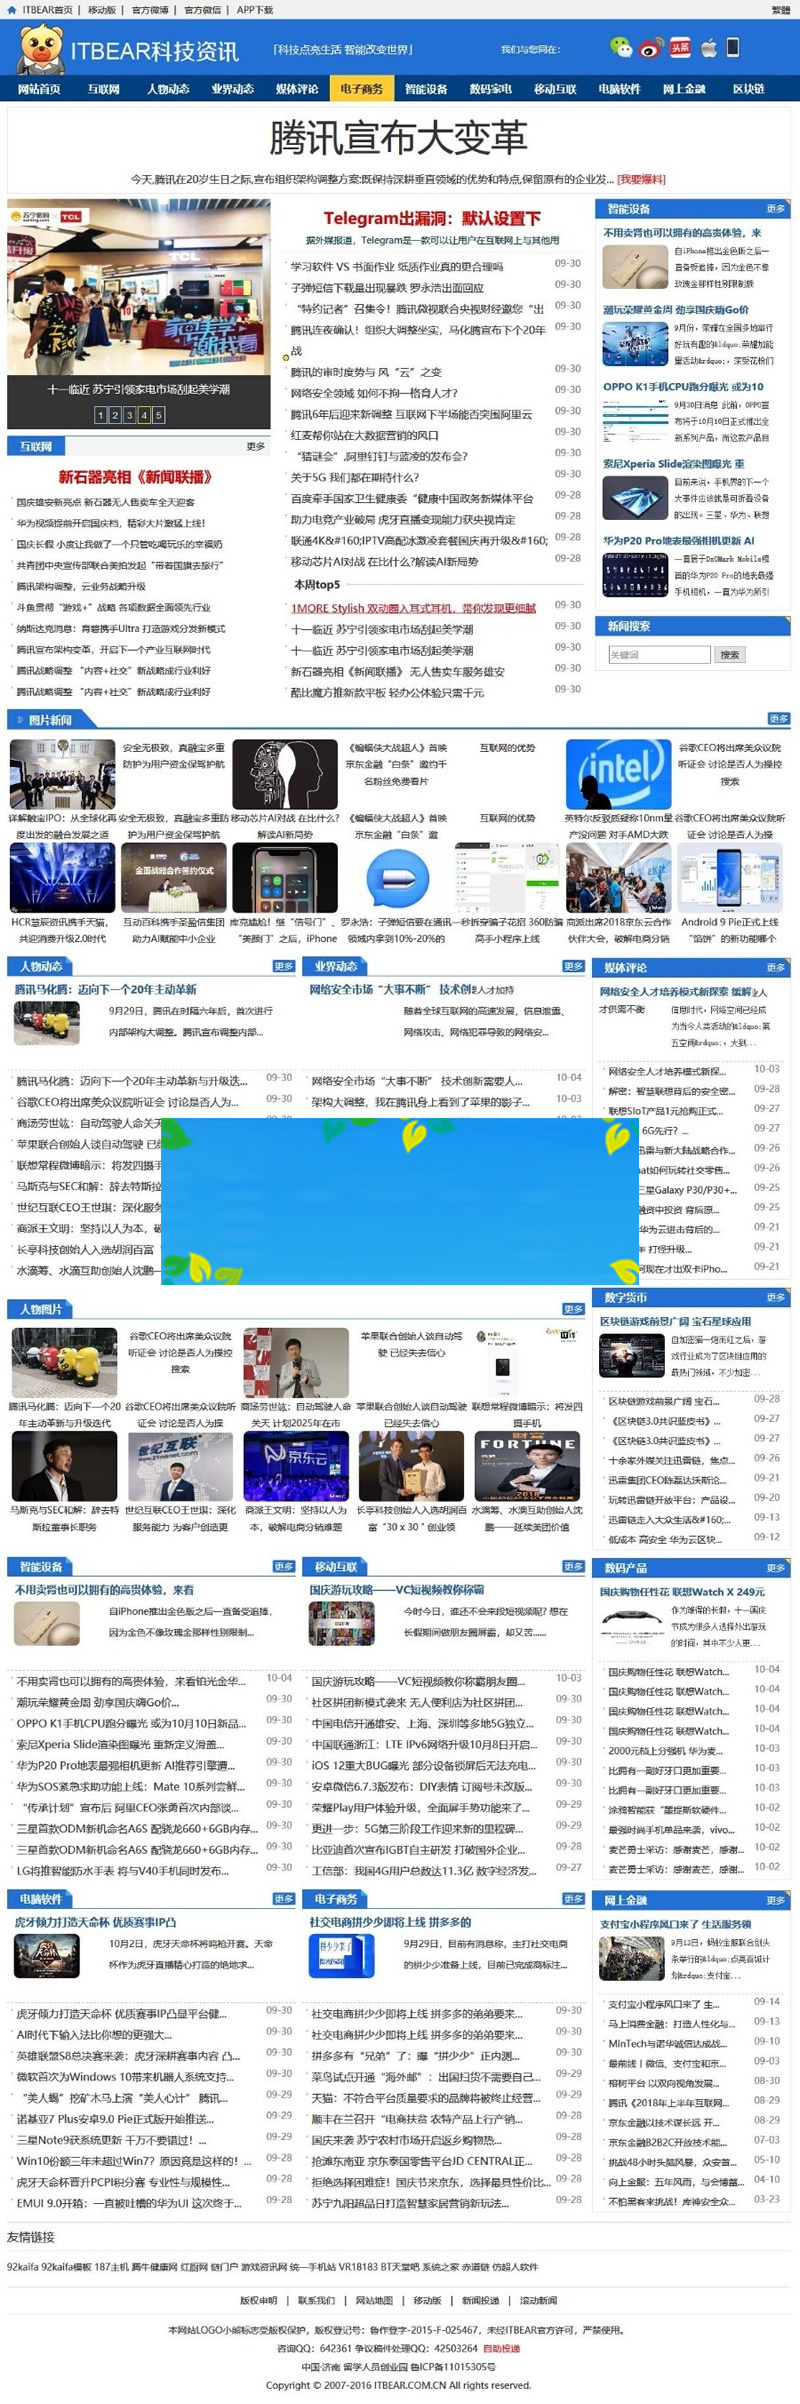 ITBEAR首页 | 移动版 | 官方微博 | 官方微信 | APP下载
繁體
ITBEAR科技资讯
「科技点亮生活 智能改变世界」
我们与您同在：
网站首页 互联网 人物动态 业界动态 媒体评论 电子商务 智能设备 数码家电 移动互联 电脑软件 网上金融 区块链
腾讯宣布大变革
今天,腾讯在20岁生日之际,宣布组织架构调整方案:既保持深耕垂直领域的优势和特点,保留原有的企业发... [我要爆料]
十一临近 苏宁引领家电市场刮起美学潮
1 2 3 4 5
互联网 更多
新石器亮相《新闻联播》
国庆雄安新亮点 新石器无人售卖车全天迎客
华为视频提前开启国庆档，精彩大片激猛上线！
国庆长假 小度让我做了一个只管吃喝玩乐的幸福奶
共青团中央宣传部联合美拍发起“带着国旗去旅行”
腾讯架构调整，云业务战略升级
斗鱼贯彻“游戏+”战略 各项数据全面领先行业
纳斯达克消息：育碧携手Ultra 打造游戏分发新模式
腾讯宣布架构变革，开启下一个产业互联网时代
腾讯战略调整 “内容+社交”新战略成行业利好
腾讯战略调整 “内容+社交”新战略成行业利好
Telegram出漏洞：默认设置下
据外媒报道，Telegram是一款可以让用户在互联网上与其他用
学习软件 VS 书面作业 纸质作业真的更合理吗 09-30
子弹短信下载量出现暴跌 罗永浩出面回应 09-30
“特约记者”召集令！腾讯微视联合央视财经邀您“出 09-30
腾讯连夜确认！组织大调整坐实，马化腾宣布下个20年 09-30
战
腾讯的审时度势与 风“云”之变 09-30
网络安全领域 如何不拘一格育人才？ 09-30
腾讯6年后迎来新调整 互联网下半场能否突围阿里云 09-30
红麦帮你站在大数据营销的风口 09-30
“猜谜会”,阿里钉钉与蓝凌的发布会？ 09-30
关于5G 我们都在期待什么？ 09-30
百度牵手国家卫生健康委“健康中国政务新媒体平台 09-28
助力电竞产业破局 虎牙直播变现能力获央视肯定 09-28
联通4K&#160;IPTV高配冰激凌套餐国庆再升级&#160; 09-28
移动芯片AI对战 在比什么?解读AI新局势 09-28
本周top5
1MORE Stylish 双动圈入耳式耳机，带你发现更细腻 09-30
十一临近 苏宁引领家电市场刮起美学潮 09-30
十一临近 苏宁引领家电市场刮起美学潮 09-30
新石器亮相《新闻联播》 无人售卖车服务雄安 09-30
酷比魔方推新款平板 轻办公体验只需千元 09-30
智能设备 更多
不用卖肾也可以拥有的高贵体验，来
自iPhone推出金色版之后一
直备受追捧，因为金色不像
玫瑰金那样性别限制般
潮玩荣耀黄金周 劲享国庆嗨Go价
9月份，荣耀在全国多地举行
好玩有趣的&ldquo;荣耀加能
量活动&rdquo;，深受花粉们
OPPO K1手机CPU跑分曝光 或为10
9月30日消息 此前，OPPO宣
布将于10月10日正式推出全
新系列产品，而这款产品目
索尼Xperia Slide渲染图曝光 重
目前来说，手机界的下一个
大事件应该就是可折叠设备
的出现。三星、华为、联想
华为P20 Pro地表最强相机更新 AI
一直居于DxOMark Mobile榜
首的华为P20 Pro的地表最强
手机相机，一直为华为所引
新闻搜索
关键词 搜索
图片新闻 更多
安全无极致，真融宝多重
防护为用户资金保驾护航
《蝙蝠侠大战超人》首映
京东金融“白条”邀约千
名粉丝免费看片
互联网的优势
谷歌CEO将出席美众议院
听证会 讨论是否人为操控
搜索
详解触宝IPO：从全球化再
度出发的融合发展之道
安全无极致，真融宝多重防
护为用户资金保驾护航
移动芯片AI对战 在比什么?
解读AI新局势
《蝙蝠侠大战超人》首映
京东金融“白条”邀
互联网的优势
英特尔反驳质疑称10nm量
产没问题 对手AMD大跌
谷歌CEO将出席美众议院听
证会 讨论是否人为操
HCR慧辰资讯携手天猫，
共迎消费升级2.0时代
互动百科携手圣盈信集团
助力AI赋能中小企业
库克尴尬！继“信号门”、
“美颜门”之后，iPhone
罗永浩：子弹短信要在通讯
领域内拿到10%-20%的
一秒拆穿骗子花招 360防骗
高手小程序上线
商派出席2018京东云合作
伙伴大会，破解电商分销
Android 9 Pie正式上线
“馅饼”的新功能哪个
人物动态 更多
腾讯马化腾：迈向下一个20年主动革新
9月29日，腾讯在时隔六年后，首次进行
内部架构大调整。腾讯宣布调整内部...
腾讯马化腾：迈向下一个20年主动革新与升级迭... 09-30
谷歌CEO将出席美众议院听证会 讨论是否人为... 09-30
商汤劳世竑：自动驾驶人命关天
苹果联合创始人谈自动驾驶 已经
联想常程微博暗示：将发四摄手
马斯克与SEC和解：辞去特斯拉
世纪互联CEO王世琪：深化服务
商派王文明：坚持以人为本，破
长亭科技创始人入选胡润百富
水滴筹、水滴互助创始人沈鹏—
业界动态 更多
网络安全市场“大事不断” 技术创
随着全球互联网的高速发展，信息泄露、
网络攻击、网络犯罪导致的网络安...
网络安全市场“大事不断” 技术创新需要人... 10-04
架构大调整，我在腾讯身上看到了苹果的影子... 10-03
媒体评论 更多
网络安全人才培养模式新探索 缓解
才供需不衡
信息时代，网络空间已经成
为当今人类活动的&ldquo;第
五空间&rdquo;，大到...
网络安全人才培养模式新探... 10-03
解密：智慧联想背后的安全密... 09-28
联想SIoT产品1元抢购正式... 09-27
6G先行？... 09-27
迅雷与新大陆战略合作... 09-26
at如何玩转社交零售... 09-26
三星Galaxy P30/P30+... 09-25
融资中投资 背后原... 09-25
华为云进击背后的... 09-21
年 打怪升级... 09-21
何现在才出双卡iPho... 09-21
人物图片 更多
谷歌CEO将出席美众议院
听证会 讨论是否人为操控
搜索
苹果联合创始人谈自动驾
驶 已经失去信心
腾讯马化腾：迈向下一个20
年主动革新与升级迭代
谷歌CEO将出席美众议院听
证会 讨论是否人为操
商汤劳世竑：自动驾驶人命
关天 计划2025年在市
苹果联合创始人谈自动驾驶
已经失去信心
联想常程微博暗示：将发四
摄手机
马斯克与SEC和解：辞去特
斯拉董事长职务
世纪互联CEO王世琪：深化
服务能力 为客户创造更
商派王文明：坚持以人为
本，破解电商分销难题
长亭科技创始人入选胡润百
富“30 x 30”创业领
水滴筹、水滴互助创始人沈
鹏——延续美团价值
数字货币 更多
区块链游戏前景广阔 宝石星球应用
自加密猫一炮而红之后，游
戏行业成为了区块链应用的
最热门领域，不少加密...
区块链游戏前景广阔 宝石... 09-28
《区块链3.0共识蓝皮书》... 09-27
《区块链3.0共识蓝皮书》... 09-27
十余家外媒关注迅雷链，焦点... 09-26
迅雷集团CEO陈磊达沃斯论... 09-21
玩转迅雷链开放平台：产品设... 09-20
迅雷链走入大众生活&#160;... 09-13
低成本 高安全 华为云区块... 09-12
智能设备 更多
不用卖肾也可以拥有的高贵体验，来看
自iPhone推出金色版之后一直备受追捧，
因为金色不像玫瑰金那样性别限制...
不用卖肾也可以拥有的高贵体验，来看铂光金华... 10-04
潮玩荣耀黄金周 劲享国庆嗨Go价... 09-30
OPPO K1手机CPU跑分曝光 或为10月10日新品... 09-30
索尼Xperia Slide渲染图曝光 重新定义滑盖... 09-30
华为P20 Pro地表最强相机更新 AI推荐引擎遭... 09-30
华为SOS紧急求助功能上线：Mate 10系列尝鲜... 09-30
“传承计划”宣布后 阿里CEO张勇首次内部谈... 09-30
三星首款ODM新机命名A6S 配骁龙660+6GB内存... 09-30
三星首款ODM新机命名A6S 配骁龙660+6GB内存... 09-30
LG将推智能防水手表 将与V40手机同时发布... 09-30
移动互联 更多
国庆游玩攻略——VC短视频教你称霸
今时今日，谁还不会来段短视频呢? 想在
长假期间做朋友圈屏霸，却又苦......
国庆游玩攻略——VC短视频教你称霸朋友圈... 10-03
社区拼团新模式袭来 无人便利店为社区拼团... 09-30
中国电信开通雄安、上海、深圳等多地5G独立... 09-30
中国联通浙江：LTE IPv6网络升级10月8日开启... 09-30
iOS 12重大BUG曝光 部分设备锁屏后无法充电... 09-30
安卓微信6.7.3版发布：DIY表情 订阅号未改版... 09-30
荣耀Play用户体验升级，全面屏手势功能来了... 09-29
更进一步：5G第三阶段工作迎来新的里程碑... 09-29
比亚迪首次宣布IGBT自主研发 打破国外企业... 09-28
工信部：我国4G用户总数达11.3亿 数字经济发... 09-27
数码产品 更多
国庆购物任性花 联想Watch X 249元
作为难得的长假，十一国庆
节成为很多人选择外出游玩
的时间，其中不少人更...
国庆购物任性花 联想Watch... 10-04
国庆购物任性花 联想Watch... 10-04
国庆购物任性花 联想Watch... 10-04
国庆购物任性花 联想Watch... 10-04
2000元档上分强机 华为麦... 10-03
比拥有一副好牙口更加重要... 10-03
比拥有一副好牙口更加重要... 10-03
涂鸦智能获“墨提斯软硬件... 10-02
最强时尚手机单品来袭，vivo... 10-02
麦芒勇士采访：感谢麦芒，感谢... 10-02
麦芒勇士采访：感谢麦芒，感谢... 10-02
电脑软件 更多
虎牙倾力打造天命杯 优质赛事IP凸
10月2日，虎牙天命杯将鸣枪开赛。天命
杯作为虎牙直播精心打造的绝地求...
虎牙倾力打造天命杯 优质赛事IP凸显平台健... 09-30
AI时代下输入法比你想的更强大... 09-30
英雄联盟S8总决赛来袭：虎牙深耕赛事内容 凸... 09-30
微软首次为Windows 10带来机器人系统支持... 09-30
“美人蝎”挖矿木马上演“美人心计” 腾讯... 09-29
诺基亚7 Plus安卓9.0 Pie正式版开始推送... 09-29
三星Note9获系统更新 千万不要错过！... 09-29
Win10份额三年未超过Win7？原因竟是这样的！... 09-28
虎牙天命杯晋升PCPI积分赛 专业性与规模性... 09-28
EMUI 9.0开箱：一直被吐槽的华为UI 这次终于... 09-28
电子商务 更多
社交电商拼少少即将上线 拼多多的
9月29日，目前有消息称，主打社交电商
的拼少少准备上线，目前已完成商标注...
社交电商拼少少即将上线 拼多多的弟弟要来... 09-30
社交电商拼少少即将上线 拼多多的弟弟要来... 09-30
拼多多有“兄弟”了：曝“拼少少”正内测... 09-30
菜鸟试点开通“海外邮”：出国扫货不需要自己... 09-29
天猫：不符合平台质量要求的品牌将被终止经营... 09-29
顺丰在兰召开“电商扶贫 农特产品上行产销... 09-28
国庆来袭 苏宁农村市场开启返乡购物热... 09-28
抢滩东南亚 京东泰国零售平台JD CENTRAL正... 09-28
拒绝选择困难症！国庆节来京东，选择最具性价比... 09-28
苏宁九阳超品日打造智慧家居营销新玩法... 09-28
网上金融 更多
支付宝小程序风口来了 生活服务领
9月13日，蚂蚁金服联合创头
条举行的&ldquo;点亮百城计
划&rdquo;支付宝...
支付宝小程序风口来了 生... 09-14
马上消费金融：打造人性化与... 09-13
MinTech与诺华诚信达成战... 09-10
最前线丨微信、支付宝和京... 09-03
榕树平台 以双向视角发展... 08-30
腾讯《2018年上半年互联网... 08-29
京东金融以技术谋长远 开... 08-29
京东金融B2B2C开放技术能... 07-03
挑战48小时头脑风暴，众安首... 05-10
向上金服：五年风雨，与会博鳌... 04-10
不怕黑客来挑战！库神安全众... 03-23
友情链接
92kaifa 92kaifa模板 187主机 腾牛健康网 红厨网 链门户 游戏资讯网 统一手机站 VR18183 BT天堂吧 系统之家 赤道链 仿超人软件
版权申明 | 联系我们 | 网站地图 | 移动版 | 新闻投递 | 滚动新闻
本网站LOGO小熊标志受版权保护，版权登记号：鲁作登字-2015-F-025467，未经ITBEAR官方许可，严禁使用。
咨询QQ：642361 争议稿件处理QQ：42503264 自助投递
中国·济南 留学人员创业园 鲁ICP备11015305号
Copyright © 2007-2016 ITBEAR.COM.CN All rights reserved.